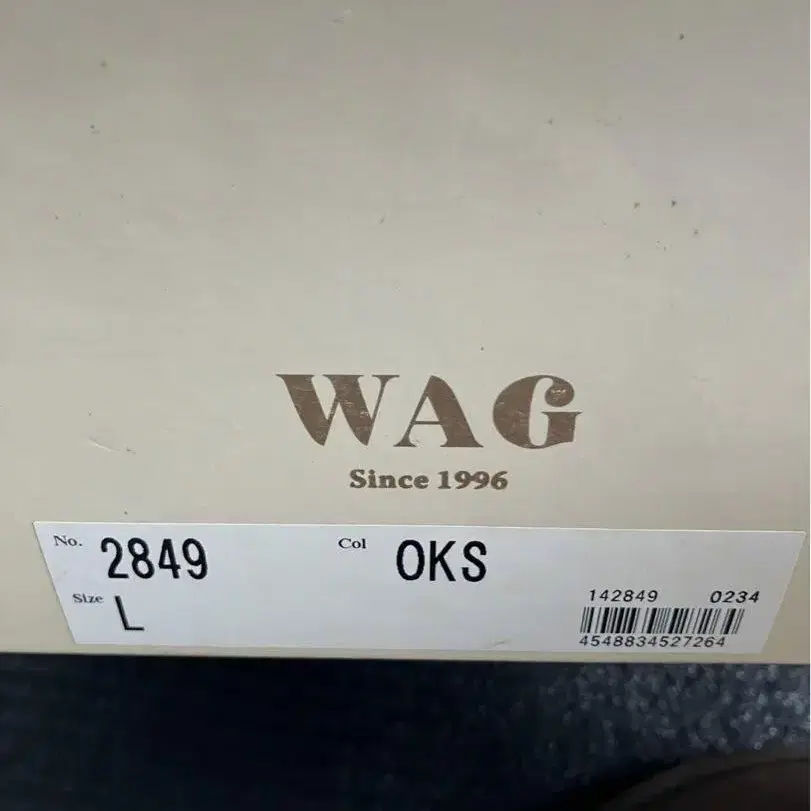 WAG
Since 1996
No. 2849 Col OKS
Size L
142849 0234
4548834527264